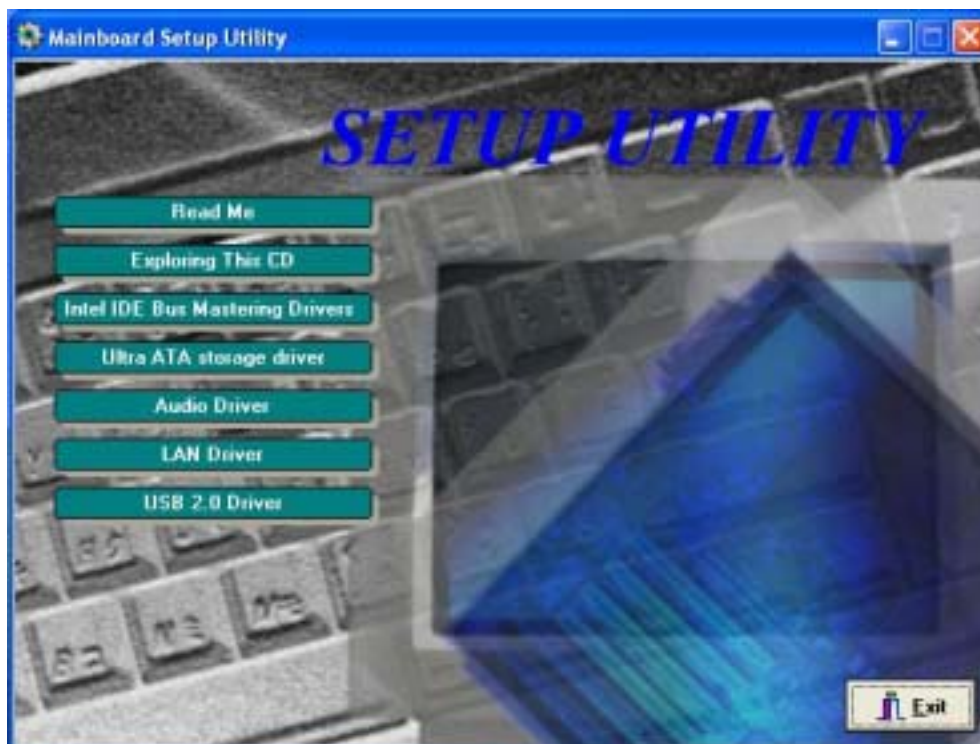 Mainboard Setup Utility
SETUP UTILITY
Read Me
Exploring This CD
Intel IDE Bus Mastering Drivers
Ultra ATA storage driver
Audio Driver
LAN Driver
USB 2.0 Driver
Exit